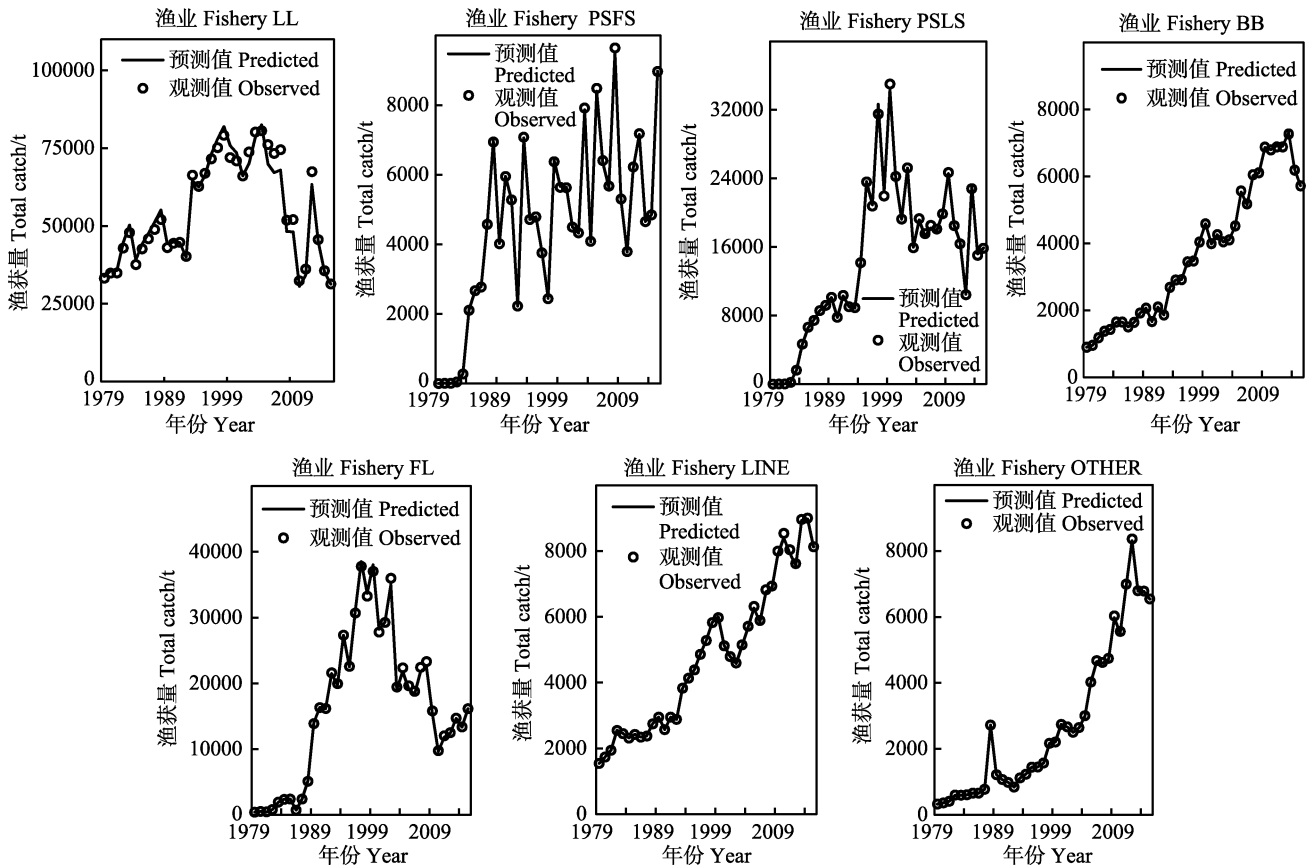 渔业 Fishery LL
预测值 Predicted
观测值 Observed
渔获量 Total catch/t
100000
75000
50000
25000
0
1979
1989
1999
2009
年份 Year
渔业 Fishery PSFS
预测值
Predicted
观测值
Observed
渔获量 Total catch/t
8000
6000
4000
2000
0
1979
1989
1999
2009
年份 Year
渔业 Fishery PSLS
渔获量 Total catch/t
32000
24000
16000
8000
0
预测值
Predicted
观测值
Observed
1979
1989
1999
2009
年份 Year
渔业 Fishery BB
预测值 Predicted
观测值 Observed
渔获量 Total catch/t
8000
6000
4000
2000
0
1979
1989
1999
2009
年份 Year
渔业 Fishery FL
预测值 Predicted
观测值 Observed
渔获量 Total catch/t
40000
30000
20000
10000
0
1979
1989
1999
2009
年份 Year
渔业 Fishery LINE
预测值
Predicted
观测值
Observed
渔获量 Total catch/t
8000
6000
4000
2000
0
1979
1989
1999
2009
年份 Year
渔业 Fishery OTHER
预测值 Predicted
观测值 Observed
渔获量 Total catch/t
8000
6000
4000
2000
0
1979
1989
1999
2009
年份 Year